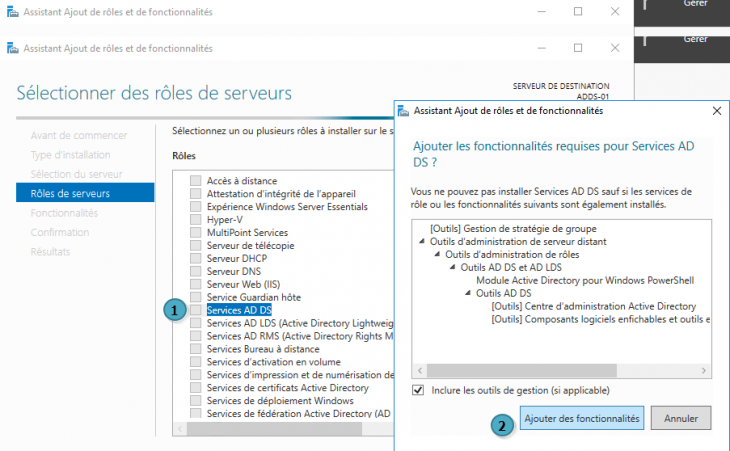 Assistant Ajout de rôles et de fonctionnalités
Gérer
Assistant Ajout de rôles et de fonctionnalités
Gérer
Sélectionner des rôles de serveurs
SERVEUR DE DESTINATION
ADDS-01
Avant de commencer
Type d'installation
Sélection du serveur
Rôles de serveurs
Fonctionnalités
Confirmation
Résultats
Sélectionnez un ou plusieurs rôles à installer sur le s
Rôles
Accès à distance
Attestation d'intégrité de l'appareil
Expérience Windows Server Essentials
Hyper-V
MultiPoint Services
Serveur de télécopie
Serveur DHCP
Serveur DNS
Serveur Web (IIS)
Service Guardian hôte
1
Services AD DS
Services AD LDS (Active Directory Lightweig
Services AD RMS (Active Directory Rights M
Services Bureau à distance
Services d'activation en volume
Services d'impression et de numérisation de
Services de certificats Active Directory
Services de déploiement Windows
Services de fédération Active Directory (AD
Assistant Ajout de rôles et de fonctionnalités
Ajouter les fonctionnalités requises pour Services AD
DS ?
Vous ne pouvez pas installer Services AD DS sauf si les services de
rôle ou les fonctionnalités suivants sont également installés.
[Outils] Gestion de stratégie de groupe
Outils d'administration de serveur distant
Outils d'administration de rôles
Outils AD DS et AD LDS
Module Active Directory pour Windows PowerShell
Outils AD DS
[Outils] Centre d'administration Active Directory
[Outils] Composants logiciels enfichables et outils e
Inclure les outils de gestion (si applicable)
2
Ajouter des fonctionnalités
Annuler